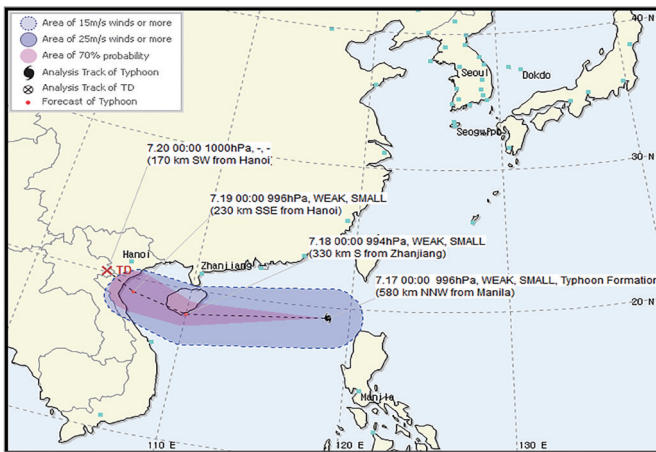 Area of 15m/s winds or more
Area of 25m/s winds or more
Area of 70% probability
Analysis Track of Typhoon
Analysis Track of TD
Forecast of Typhoon
40 N
Seoul
Dokdo
Seogwipo
7.20 00:00 1000hPa, -, -
(170 km SW from Hanoi)
30 N
7.19 00:00 996hPa, WEAK, SMALL
(230 km SSE from Hanoi)
7.18 00:00 994hPa, WEAK, SMALL
(330 km S from Zhanjiang)
Hanoi
Zhanjiang
TD
7.17 00:00 996hPa, WEAK, SMALL, Typhoon Formation
(580 km NNW from Manila)
20 N
Manila
110 E
120 E
130 E